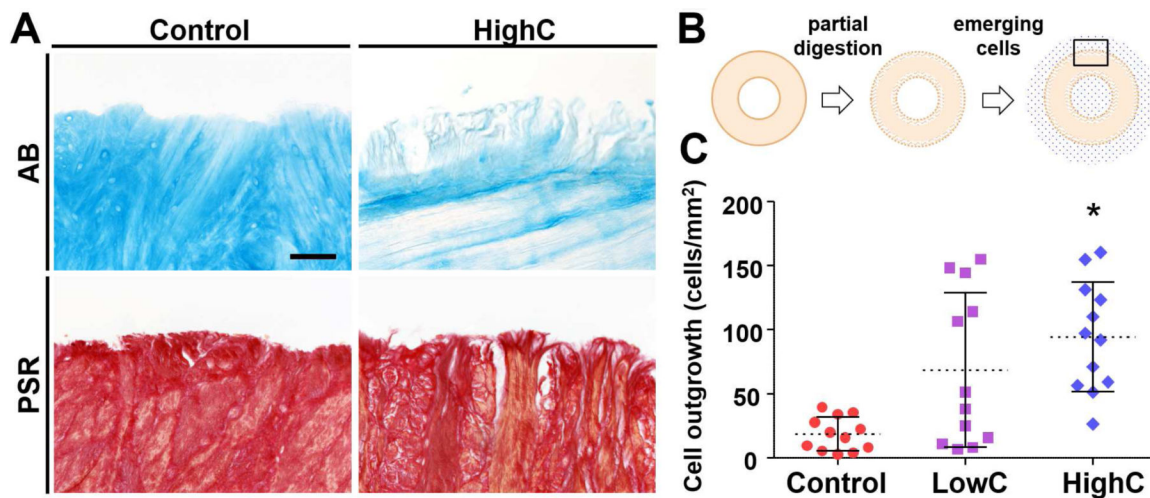 A
Control
HighC
AB
PSR
B
partial
digestion
emerging
cells
C
Cell outgrowth (cells/mm²)
200
150
100
50
0
*
Control
LowC
HighC